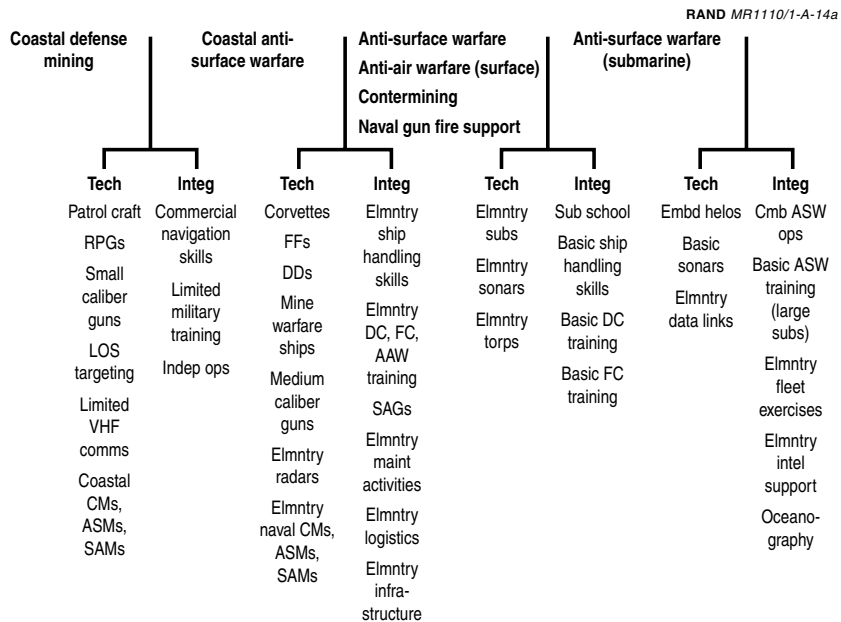 RAND MR1110/1-A-14a
Coastal defense
mining
Coastal anti-
surface warfare
Anti-surface warfare
Anti-air warfare (surface)
Contermining
Naval gun fire support
Anti-surface warfare
(submarine)
Tech
Patrol craft
RPGs
Small
caliber
guns
LOS
targeting
Limited
VHF
comms
Coastal
CMs,
ASMs,
SAMs
Integ
Commercial
navigation
skills
Limited
military
training
Indep ops
Tech
Corvettes
FFs
DDs
Mine
warfare
ships
Medium
caliber
guns
Elmntry
radars
Elmntry
naval CMs,
ASMs,
SAMs
Integ
Elmntry
ship
handling
skills
Elmntry
DC, FC,
AAW
training
SAGs
Elmntry
maint
activities
Elmntry
logistics
Elmntry
infra-
structure
Tech
Elmntry
subs
Elmntry
sonars
Elmntry
torps
Integ
Sub school
Basic ship
handling
skills
Basic DC
training
Basic FC
training
Tech
Embd helos
Basic
sonars
Elmntry
data links
Integ
Cmb ASW
ops
Basic ASW
training
(large
subs)
Elmntry
fleet
exercises
Elmntry
intel
support
Oceano-
graphy